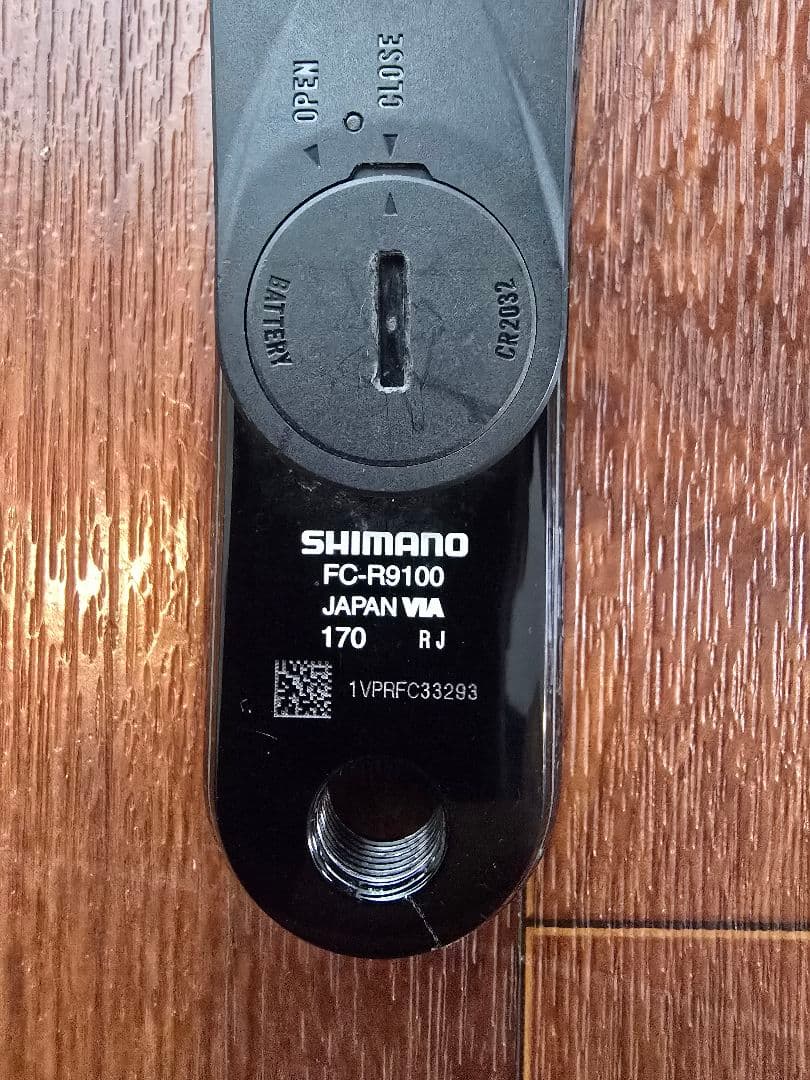 OPEN
CLOSE
BATTERY
CR2032
SHIMANO
FC-R9100
JAPAN VIA
170 RJ
1VPRFC33293